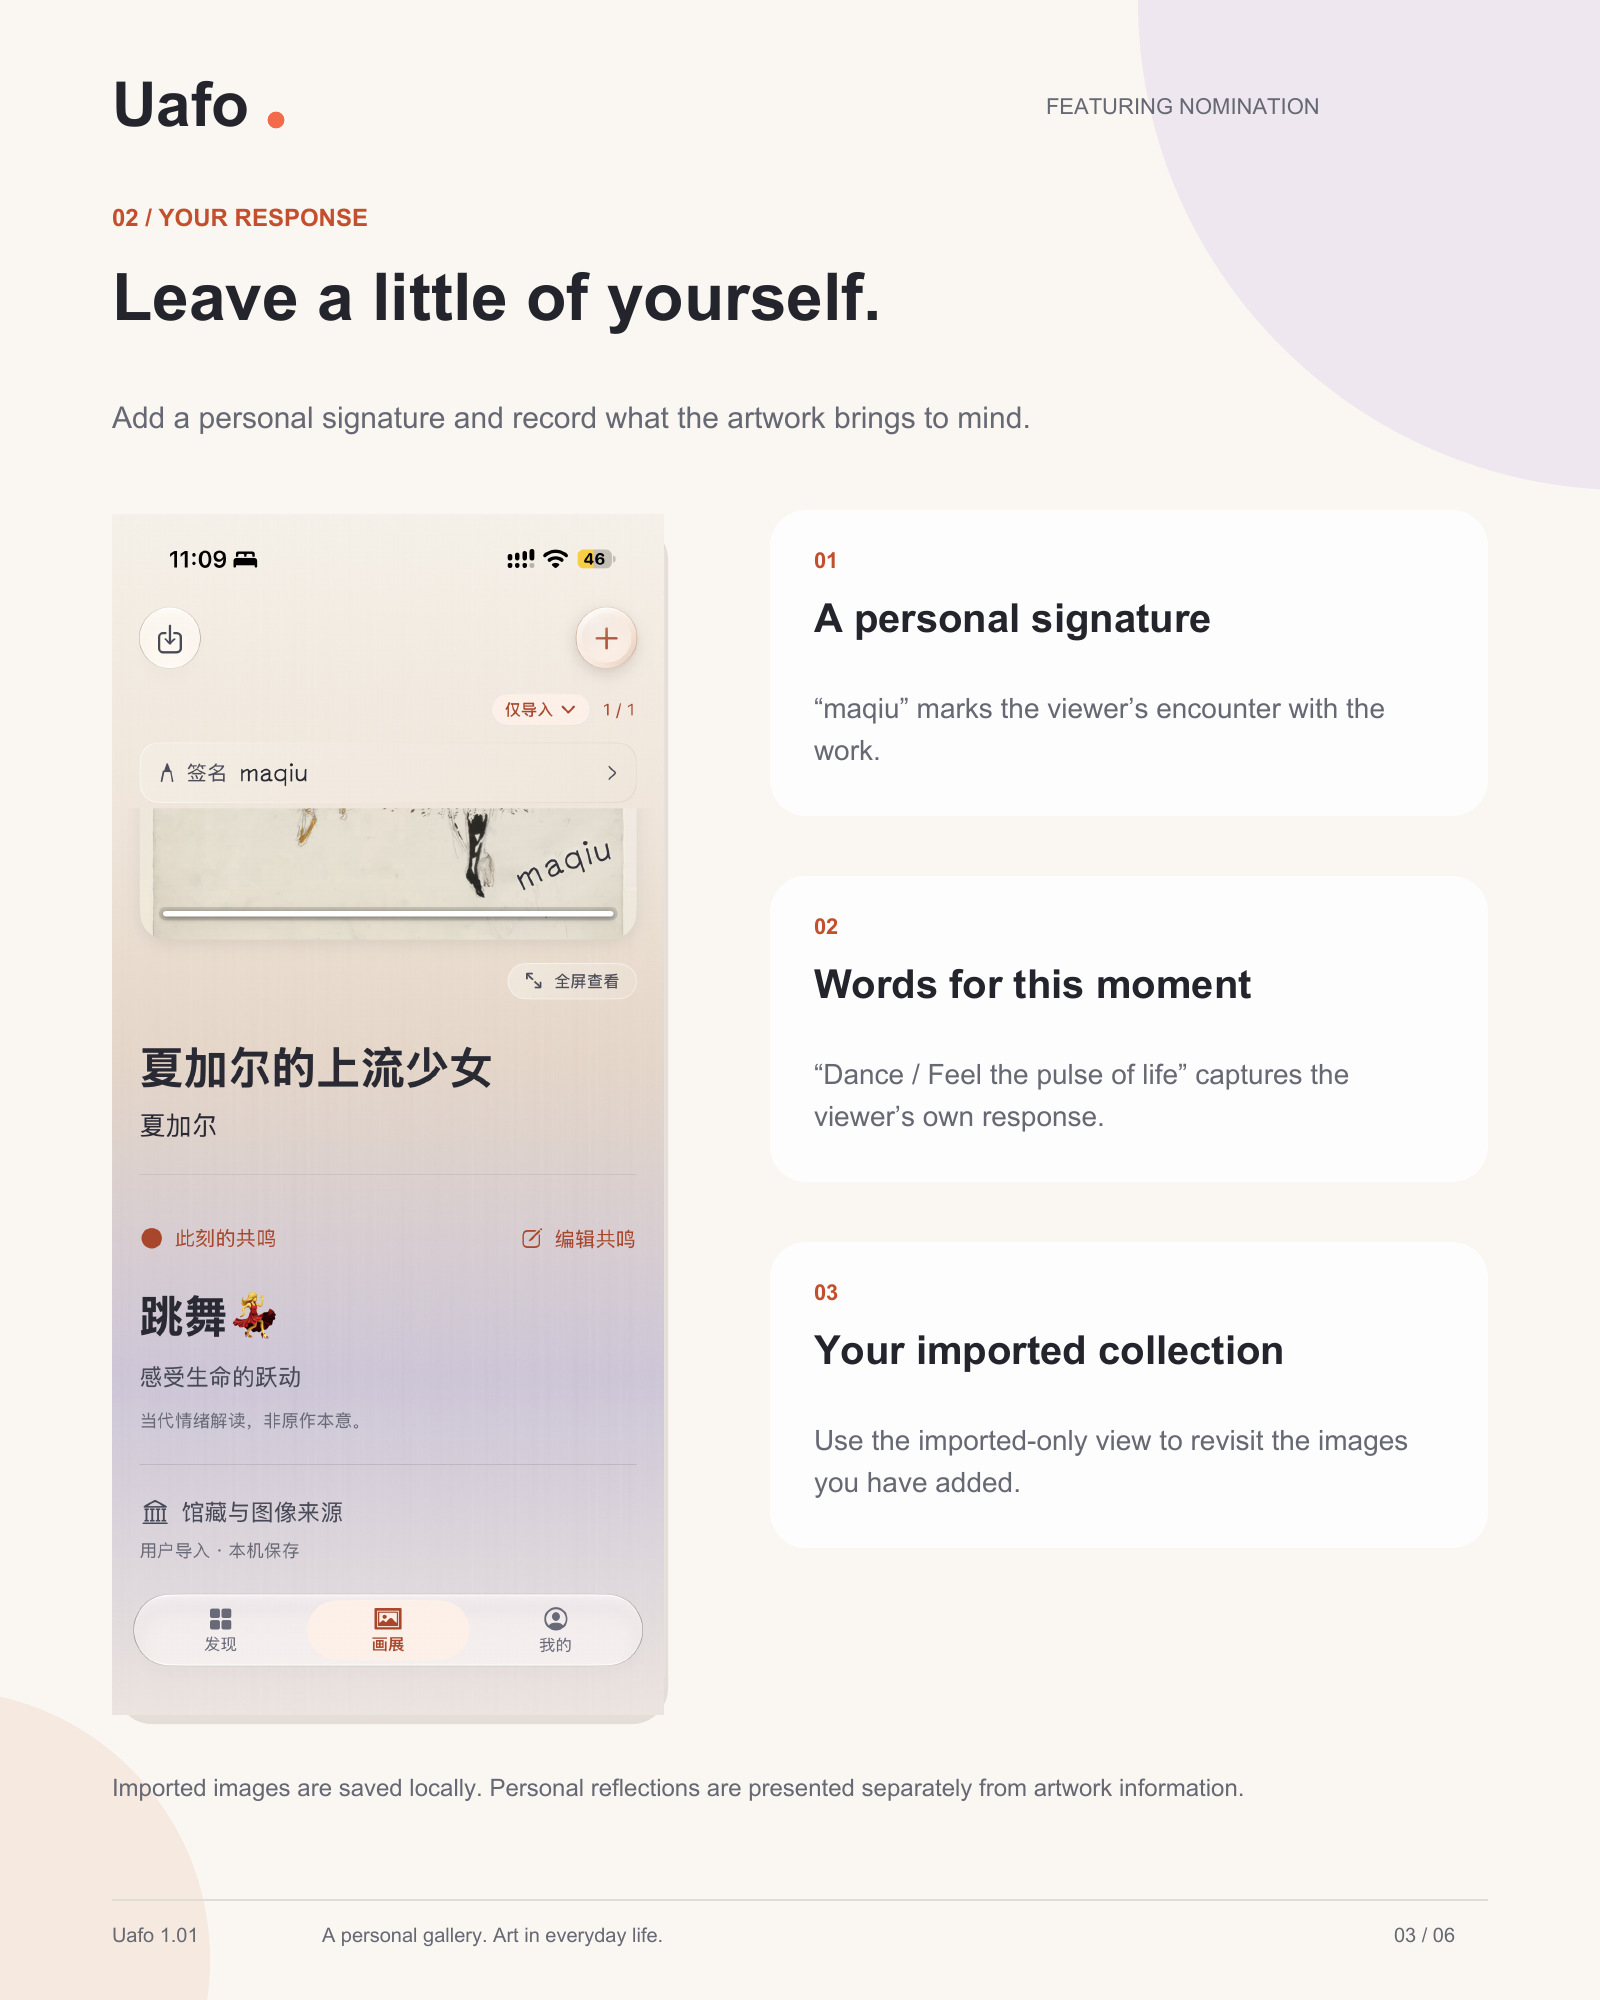 Uafo .
FEATURING NOMINATION
02 / YOUR RESPONSE
Leave a little of yourself.
Add a personal signature and record what the artwork brings to mind.
11:09
46
仅导入
1 / 1
签名 maqiu
maqiu
全屏查看
夏加尔的上流少女
夏加尔
此刻的共鸣
编辑共鸣
跳舞💃
感受生命的跃动
当代情绪解读，非原作本意。
馆藏与图像来源
用户导入 · 本机保存
发现
画展
我的
01
A personal signature
“maqiu” marks the viewer’s encounter with the
work.
02
Words for this moment
“Dance / Feel the pulse of life” captures the
viewer’s own response.
03
Your imported collection
Use the imported-only view to revisit the images
you have added.
Imported images are saved locally. Personal reflections are presented separately from artwork information.
Uafo 1.01
A personal gallery. Art in everyday life.
03 / 06